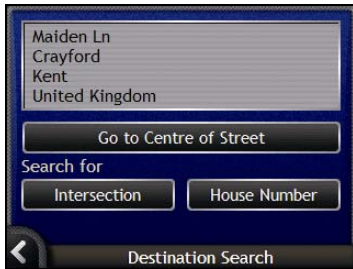 Maiden Ln
Crayford
Kent
United Kingdom
Go to Centre of Street
Search for
Intersection House Number
Destination Search